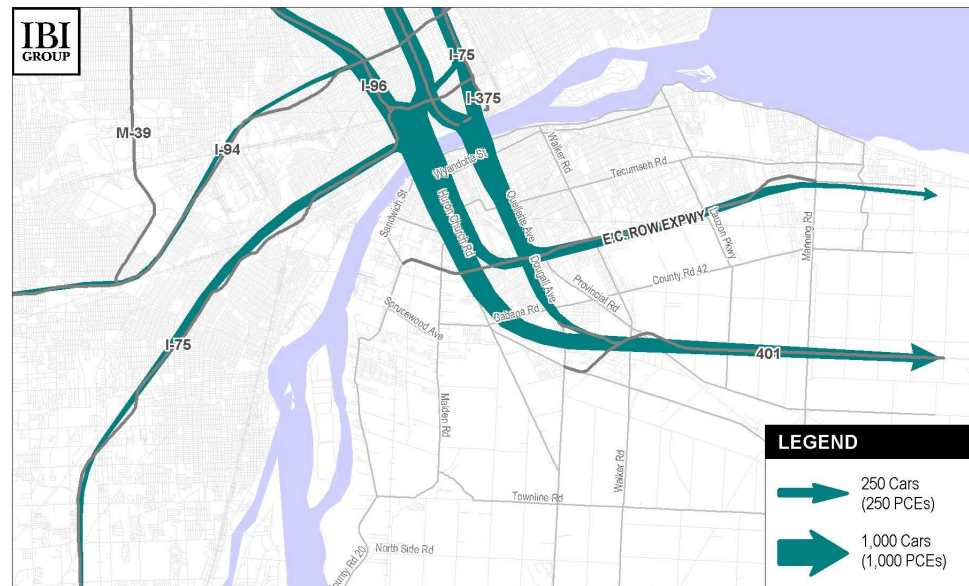 IBI
GROUP
I-75
I-96
I-375
M-39
I-94
Wyandotte St
Walker Rd
Tecumseh Rd
Sandwich St
Huron Church Rd
Ouellette Ave
Lauzon Pkwy
Manning Rd
E.C. ROW EXPWY
Dougall Ave
County Rd 42
Provincial Rd
Cabana Rd
Sprucewood Ave
I-75
401
Malden Rd
Walker Rd
Townline Rd
North Side Rd
ounty Rd 20
LEGEND
250 Cars
(250 PCEs)
1,000 Cars
(1,000 PCEs)